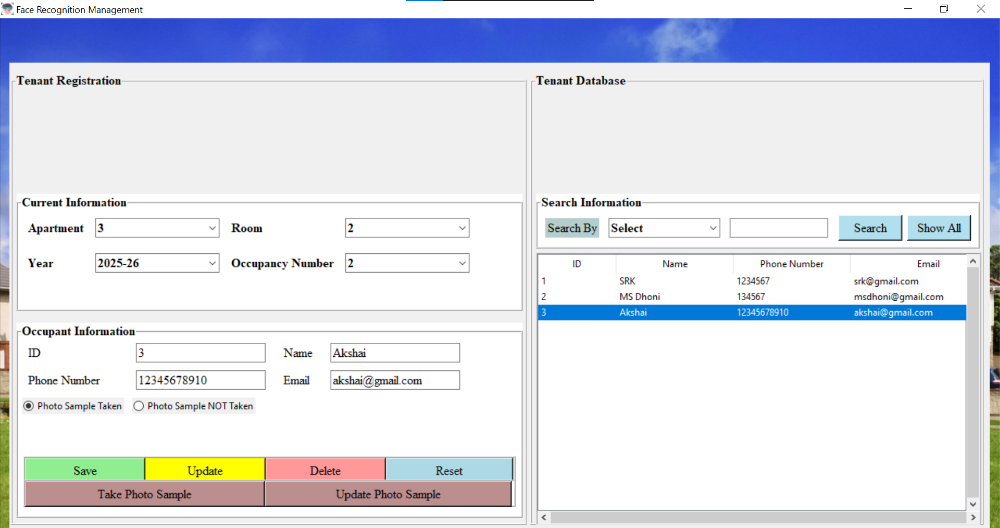 Face Recognition Management
Tenant Registration
Current Information
Apartment 3 Room 2
Year 2025-26 Occupancy Number 2
Occupant Information
ID 3 Name Akshai
Phone Number 12345678910 Email akshai@gmail.com
Photo Sample Taken Photo Sample NOT Taken
Save Update Delete Reset
Take Photo Sample Update Photo Sample
Tenant Database
Search Information
Search By Select Search Show All
ID Name Phone Number Email
1 SRK 1234567 srk@gmail.com
2 MS Dhoni 134567 msdhoni@gmail.com
3 Akshai 12345678910 akshai@gmail.com